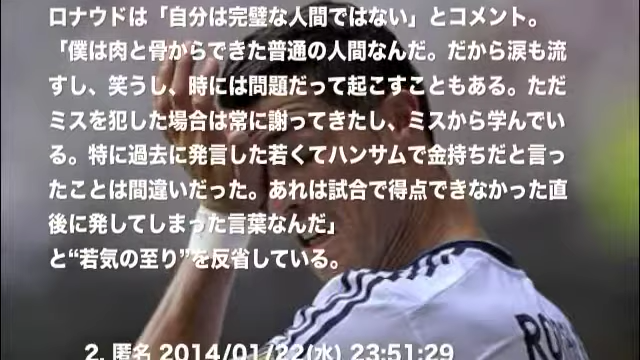 ロナウドは「自分は完璧な人間ではない」とコメント。
「僕は肉と骨からできた普通の人間なんだ。だから涙も流
すし、笑うし、時には問題だって起こすこともある。ただ
ミスを犯した場合は常に謝ってきたし、ミスから学んでい
る。特に過去に発言した若くてハンサムで金持ちだと言っ
たことは間違いだった。あれは試合で得点できなかった直
後に発してしまった言葉なんだ」
と“若気の至り”を反省している。
2. 匿名 2014/01/22(水) 23:51:29